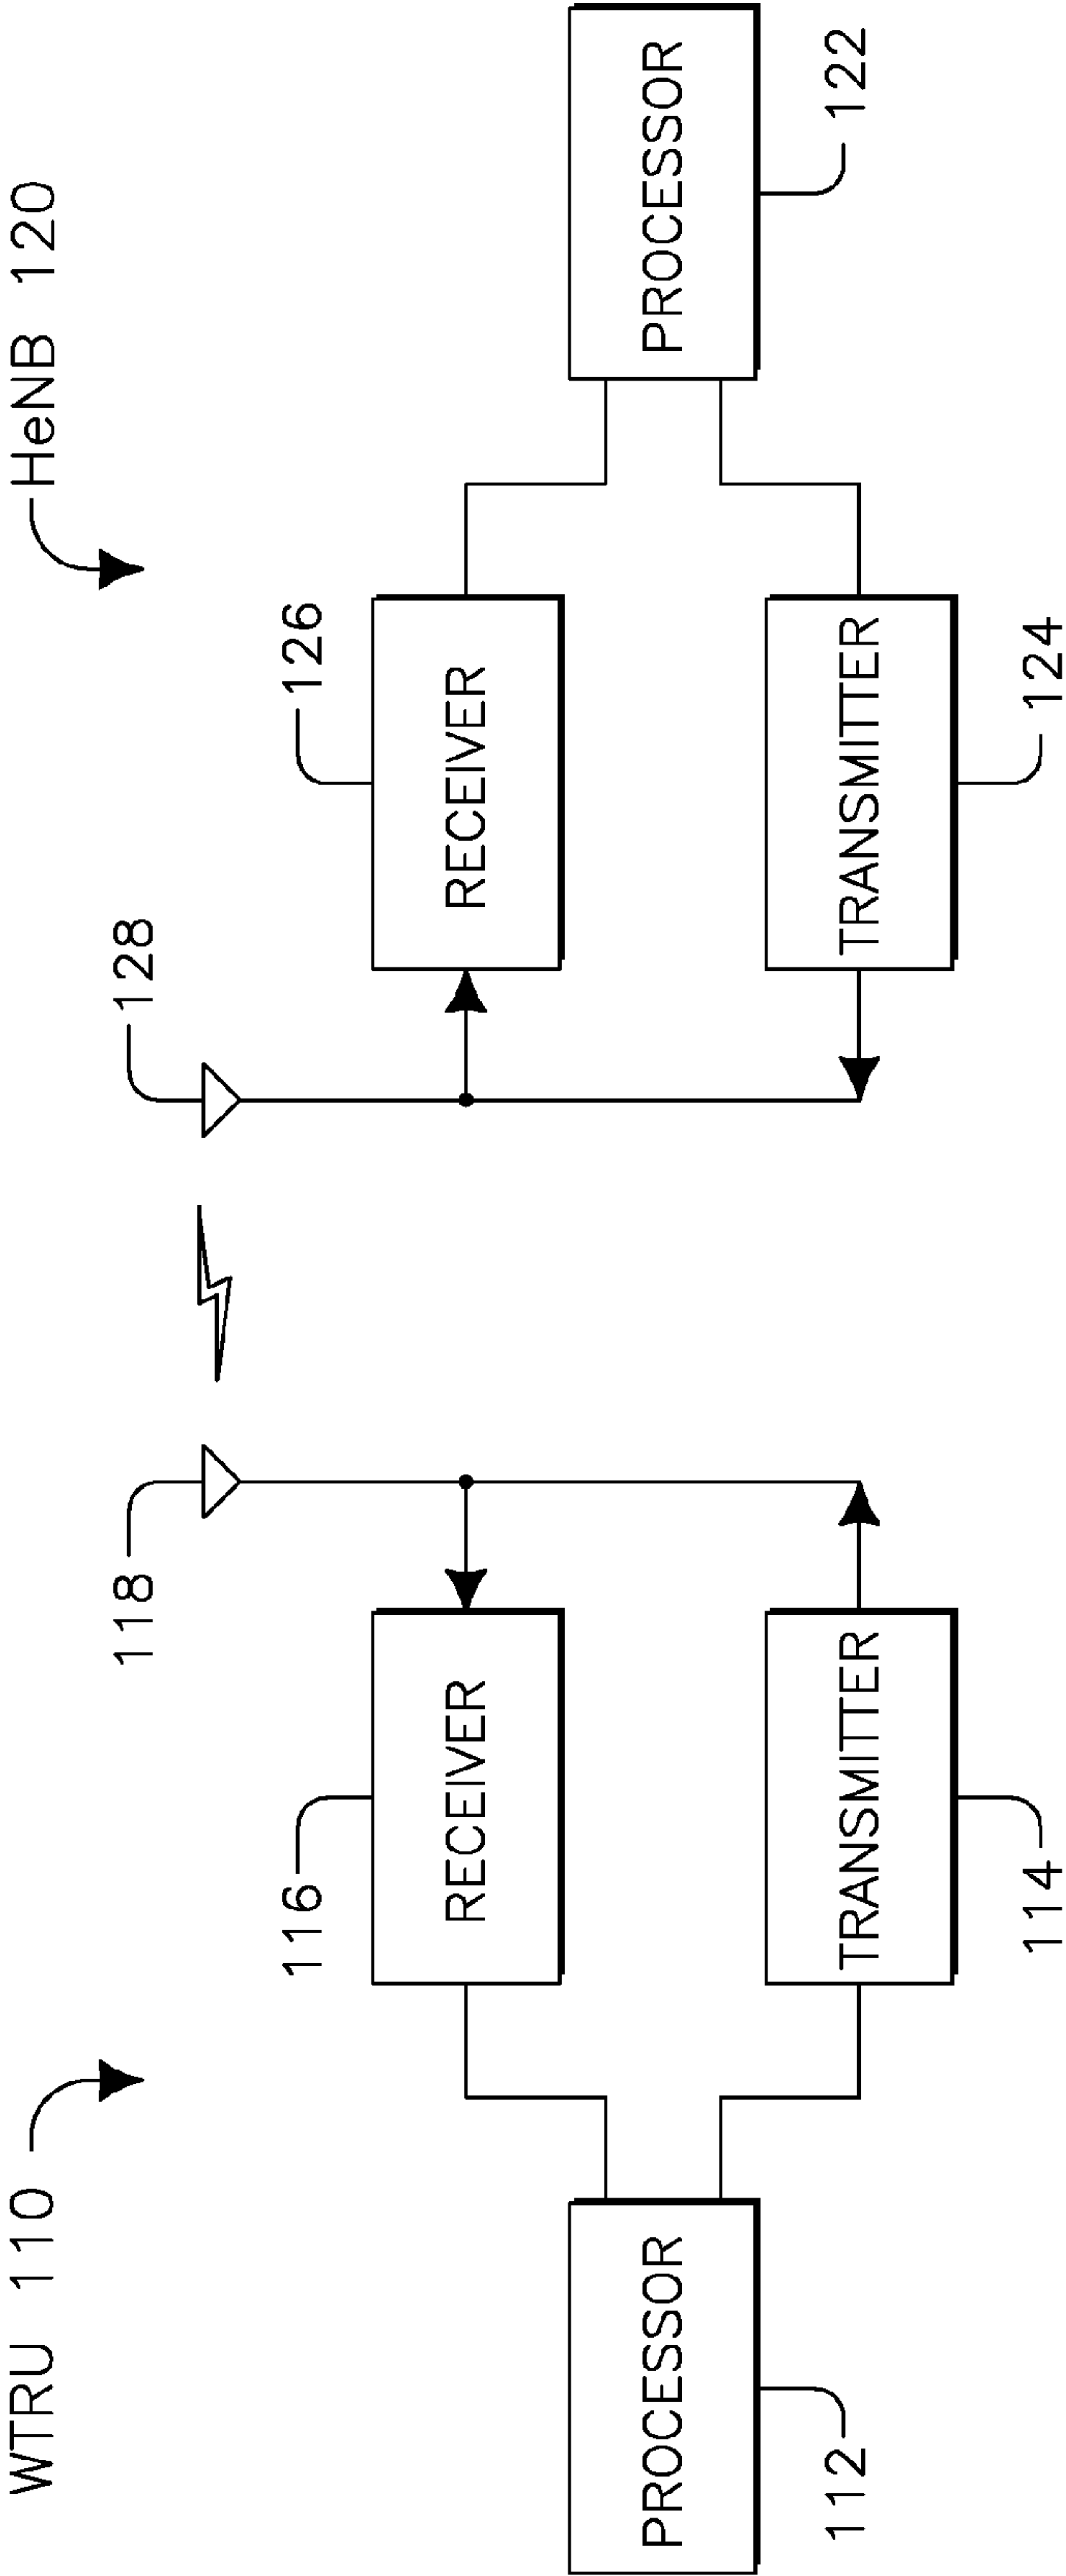 WTRU 110
HeNB 120
118
128
116
126
RECEIVER
RECEIVER
PROCESSOR
PROCESSOR
112
122
TRANSMITTER
TRANSMITTER
114
124